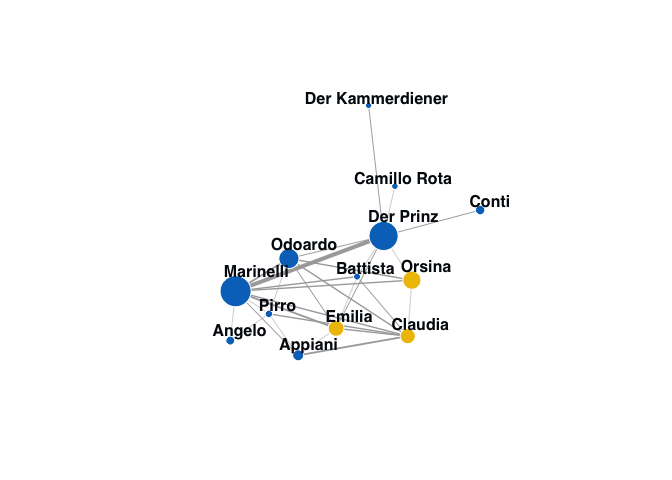 Der Kammerdiener
Camillo Rota
Conti
Der Prinz
Odoardo
Marinelli
Battista
Orsina
Pirro
Emilia
Claudia
Angelo
Appiani